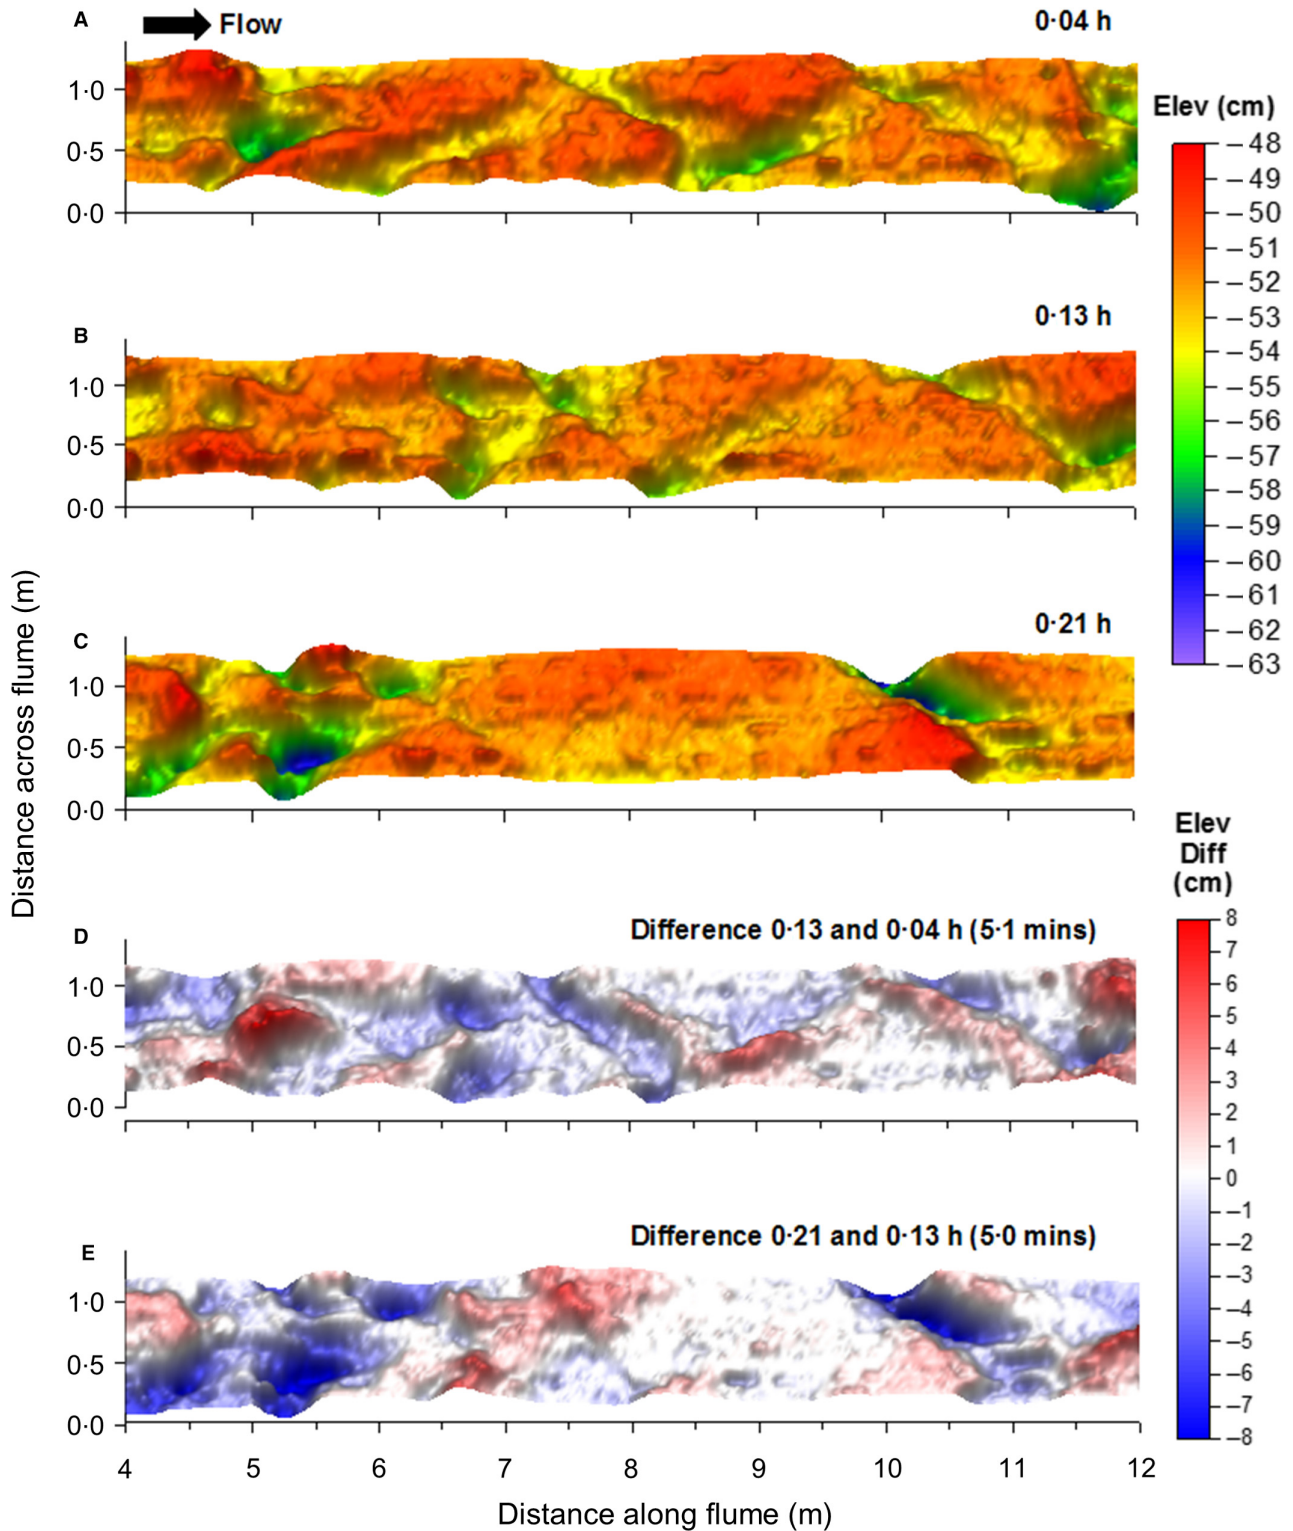 A
Flow
0·04 h
1·0
0·5
0·0
Elev (cm)
−48
−49
−50
−51
−52
−53
−54
−55
−56
−57
−58
−59
−60
−61
−62
−63
B
0·13 h
1·0
0·5
0·0
C
0·21 h
1·0
0·5
0·0
Distance across flume (m)
D
Difference 0·13 and 0·04 h (5·1 mins)
1·0
0·5
0·0
Elev
Diff
(cm)
8
7
6
5
4
3
2
1
0
−1
−2
−3
−4
−5
−6
−7
−8
E
Difference 0·21 and 0·13 h (5·0 mins)
1·0
0·5
0·0
4 5 6 7 8 9 10 11 12
Distance along flume (m)